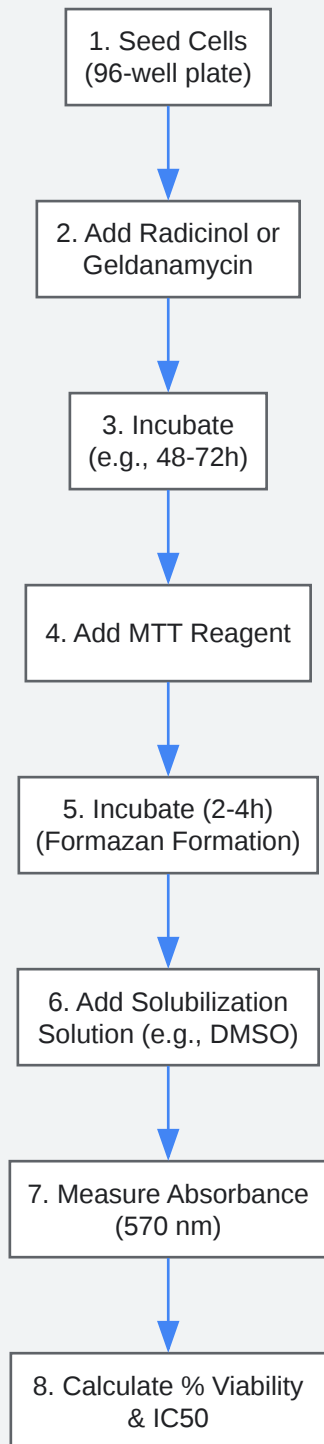 1. Seed Cells
(96-well plate)
2. Add Radicinol or
Geldanamycin
3. Incubate
(e.g., 48-72h)
4. Add MTT Reagent
5. Incubate (2-4h)
(Formazan Formation)
6. Add Solubilization
Solution (e.g., DMSO)
7. Measure Absorbance
(570 nm)
8. Calculate % Viability
& IC50